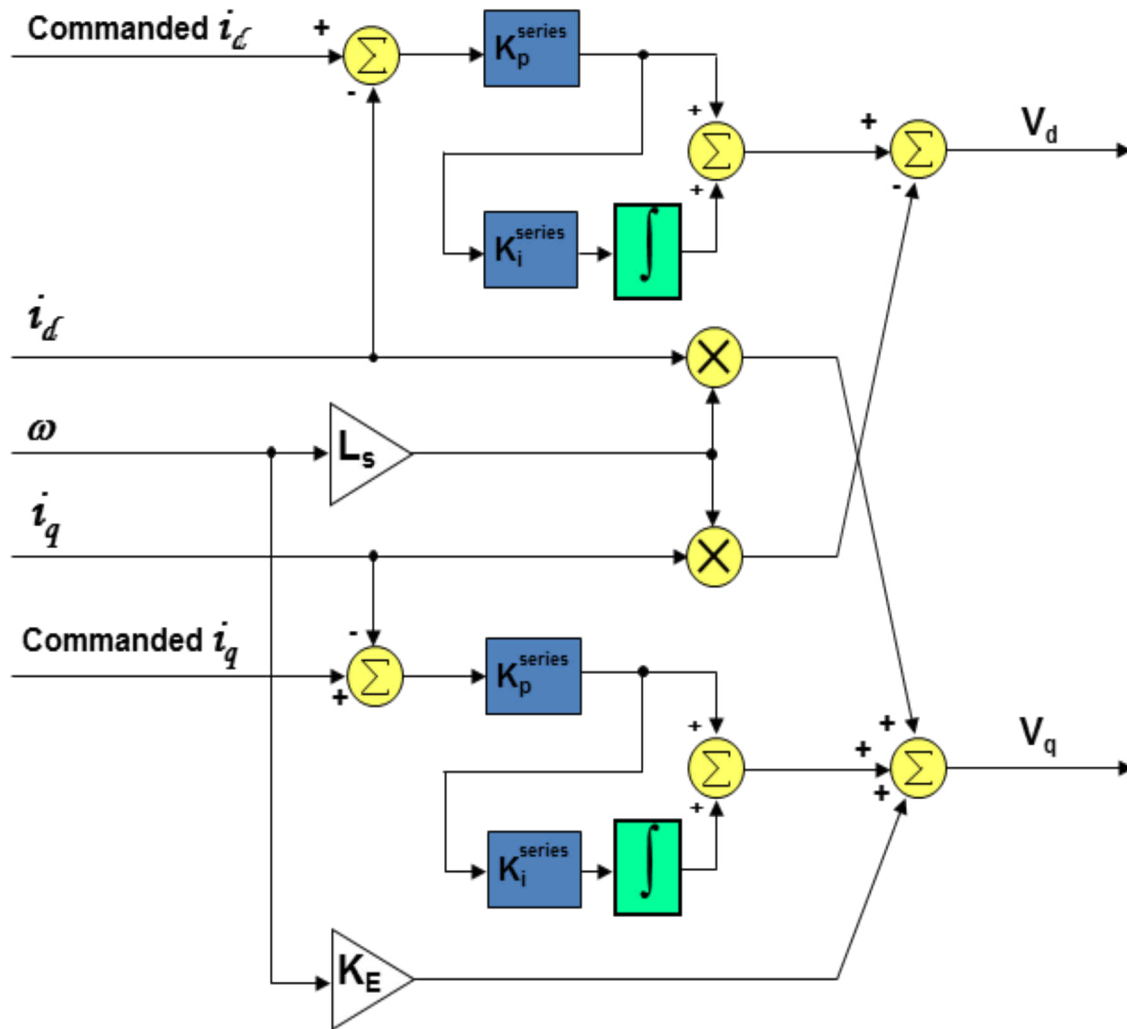 Commanded i_d
+
-
Σ
K_p^series
+
+
Σ
K_i^series
∫
+
-
Σ
V_d
i_d
×
ω
L_s
i_q
×
Commanded i_q
-
+
Σ
K_p^series
+
+
Σ
K_i^series
∫
+
+
+
Σ
V_q
K_E